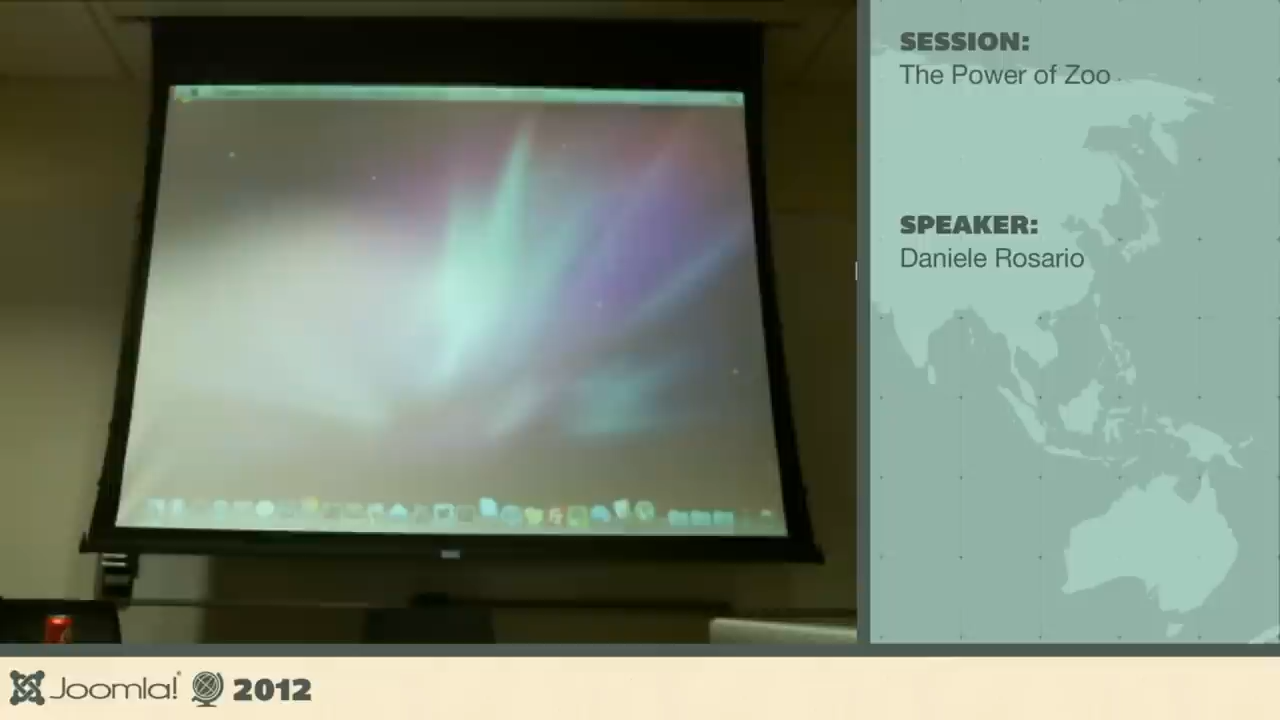 SESSION:
The Power of Zoo
SPEAKER:
Daniele Rosario
Joomla!® 2012